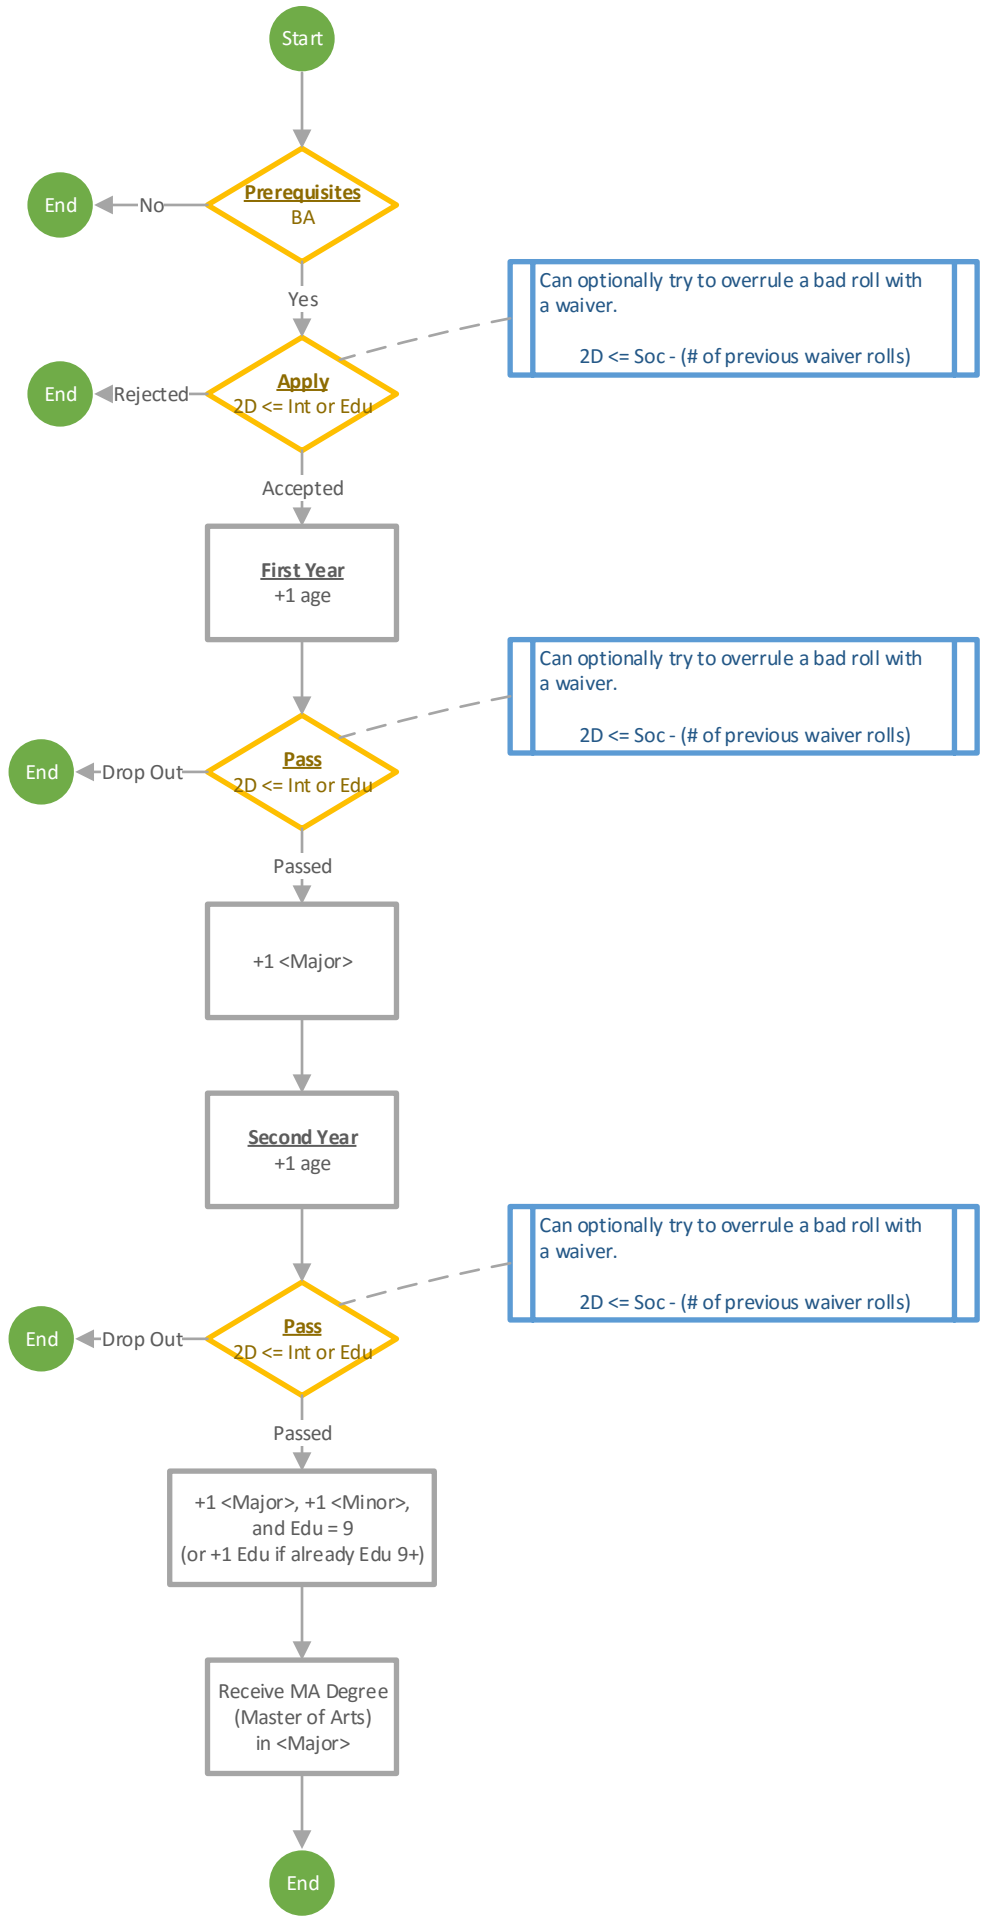 Start
Prerequisites
BA
No
End
Yes
Can optionally try to overrule a bad roll with
a waiver.
2D <= Soc - (# of previous waiver rolls)
Apply
2D <= Int or Edu
Rejected
End
Accepted
First Year
+1 age
Can optionally try to overrule a bad roll with
a waiver.
2D <= Soc - (# of previous waiver rolls)
Pass
2D <= Int or Edu
Drop Out
End
Passed
+1 <Major>
Second Year
+1 age
Can optionally try to overrule a bad roll with
a waiver.
2D <= Soc - (# of previous waiver rolls)
Pass
2D <= Int or Edu
Drop Out
End
Passed
+1 <Major>, +1 <Minor>,
and Edu = 9
(or +1 Edu if already Edu 9+)
Receive MA Degree
(Master of Arts)
in <Major>
End